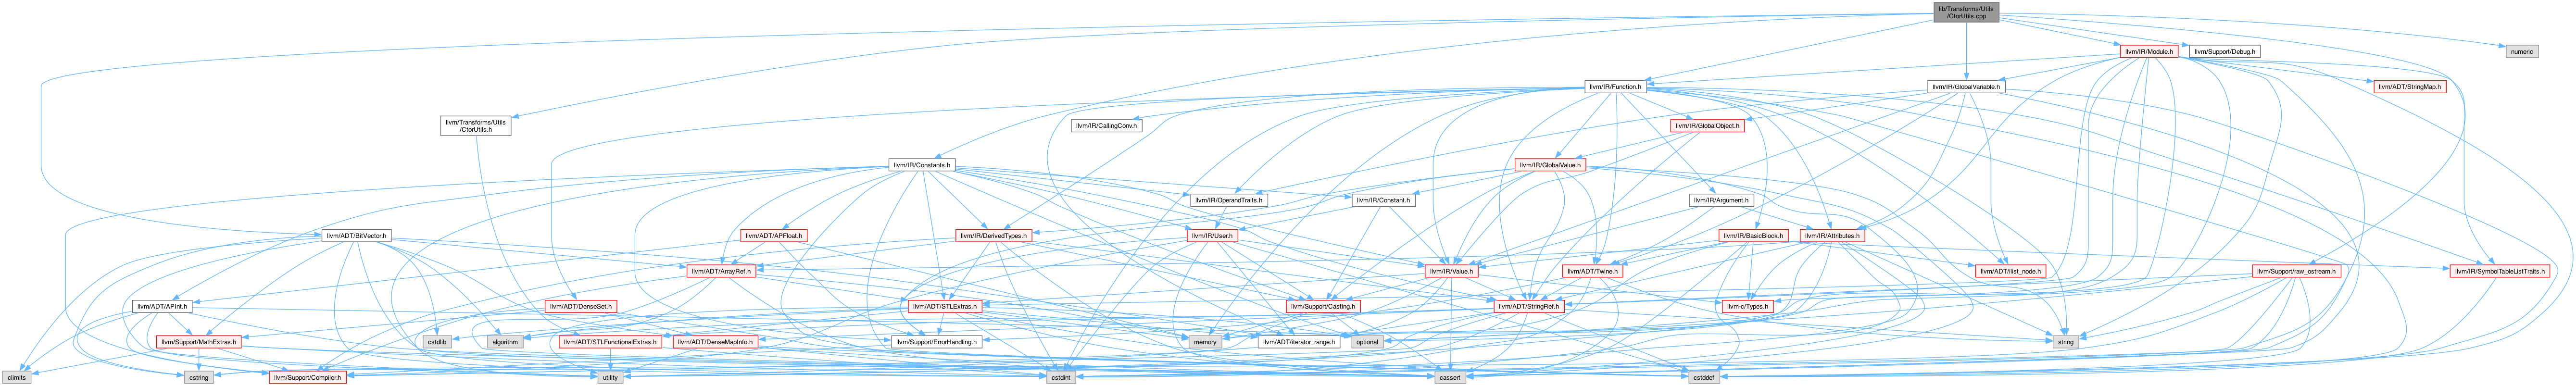 lib/Transforms/Utils
/CtorUtils.cpp
llvm/IR/Module.h
llvm/Support/Debug.h
numeric
llvm/IR/Function.h
llvm/IR/GlobalVariable.h
llvm/ADT/StringMap.h
llvm/Transforms/Utils
/CtorUtils.h
llvm/IR/CallingConv.h
llvm/IR/GlobalObject.h
llvm/IR/Constants.h
llvm/IR/GlobalValue.h
llvm/IR/OperandTraits.h
llvm/IR/Constant.h
llvm/IR/Argument.h
llvm/ADT/BitVector.h
llvm/ADT/APFloat.h
llvm/IR/DerivedTypes.h
llvm/IR/User.h
llvm/IR/BasicBlock.h
llvm/IR/Attributes.h
llvm/ADT/ArrayRef.h
llvm/IR/Value.h
llvm/ADT/Twine.h
llvm/ADT/ilist_node.h
llvm/Support/raw_ostream.h
llvm/IR/SymbolTableListTraits.h
llvm/ADT/APInt.h
llvm/ADT/DenseSet.h
llvm/ADT/STLExtras.h
llvm/Support/Casting.h
llvm/ADT/StringRef.h
llvm-c/Types.h
llvm/Support/MathExtras.h
cstdlib
algorithm
llvm/ADT/STLFunctionalExtras.h
llvm/ADT/DenseMapInfo.h
llvm/Support/ErrorHandling.h
memory
llvm/ADT/iterator_range.h
optional
string
climits
cstring
llvm/Support/Compiler.h
utility
cstdint
cassert
cstddef